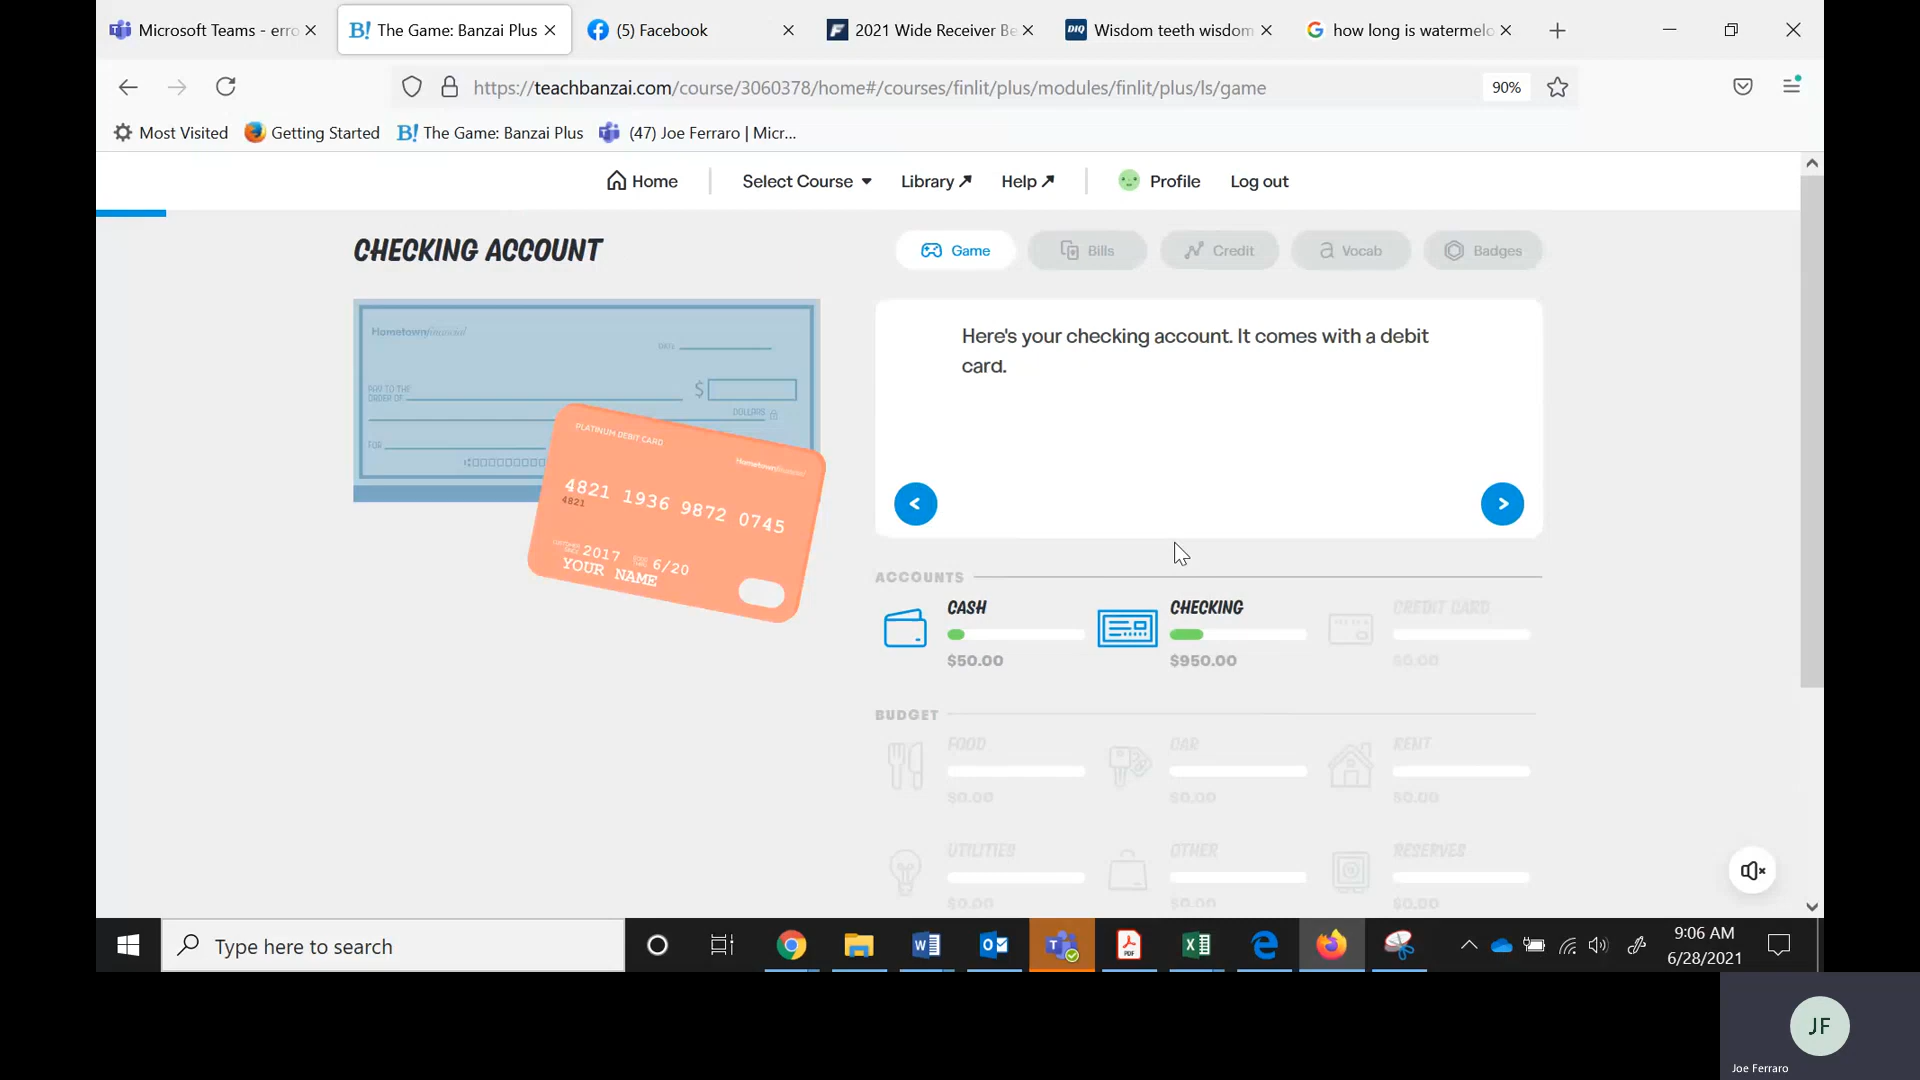 Microsoft Teams - erro
B! The Game: Banzai Plus
(5) Facebook
2021 Wide Receiver Be
DIQ Wisdom teeth wisdom
how long is watermelo
https://teachbanzai.com/course/3060378/home#/courses/finlit/plus/modules/finlit/plus/ls/game
90%
Most Visited
Getting Started
B! The Game: Banzai Plus
(47) Joe Ferraro | Micr...
Home
Select Course
Library
Help
Profile
Log out
CHECKING ACCOUNT
Game
Bills
Credit
a Vocab
Badges
Hometown financial
DATE
PAY TO THE
ORDER OF
$
DOLLARS
FOR
PLATINUM DEBIT CARD
Hometown financial
4821 1936 9872 0745
4821
2017
6/20
YOUR NAME
Here's your checking account. It comes with a debit
card.
ACCOUNTS
CASH
$50.00
CHECKING
$950.00
CREDIT CARD
$0.00
BUDGET
FOOD
$0.00
CAR
$0.00
RENT
$0.00
UTILITIES
$0.00
OTHER
$0.00
RESERVES
$0.00
Type here to search
9:06 AM
6/28/2021
JF
Joe Ferraro